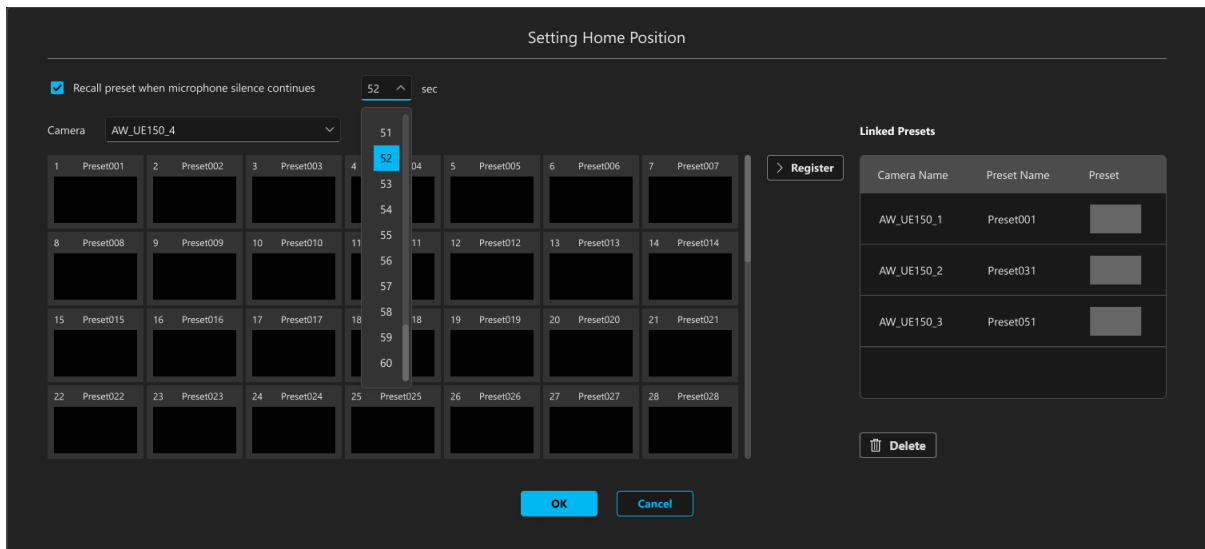 Setting Home Position
Recall preset when microphone silence continues 52 sec
Camera AW_UE150_4
51
52
53
54
55
56
57
58
59
60
1 Preset001 2 Preset002 3 Preset003 4 04 5 Preset005 6 Preset006 7 Preset007
8 Preset008 9 Preset009 10 Preset010 11 11 12 Preset012 13 Preset013 14 Preset014
15 Preset015 16 Preset016 17 Preset017 18 18 19 Preset019 20 Preset020 21 Preset021
22 Preset022 23 Preset023 24 Preset024 25 Preset025 26 Preset026 27 Preset027 28 Preset028
Register
Linked Presets
Camera Name Preset Name Preset
AW_UE150_1 Preset001
AW_UE150_2 Preset031
AW_UE150_3 Preset051
Delete
OK Cancel